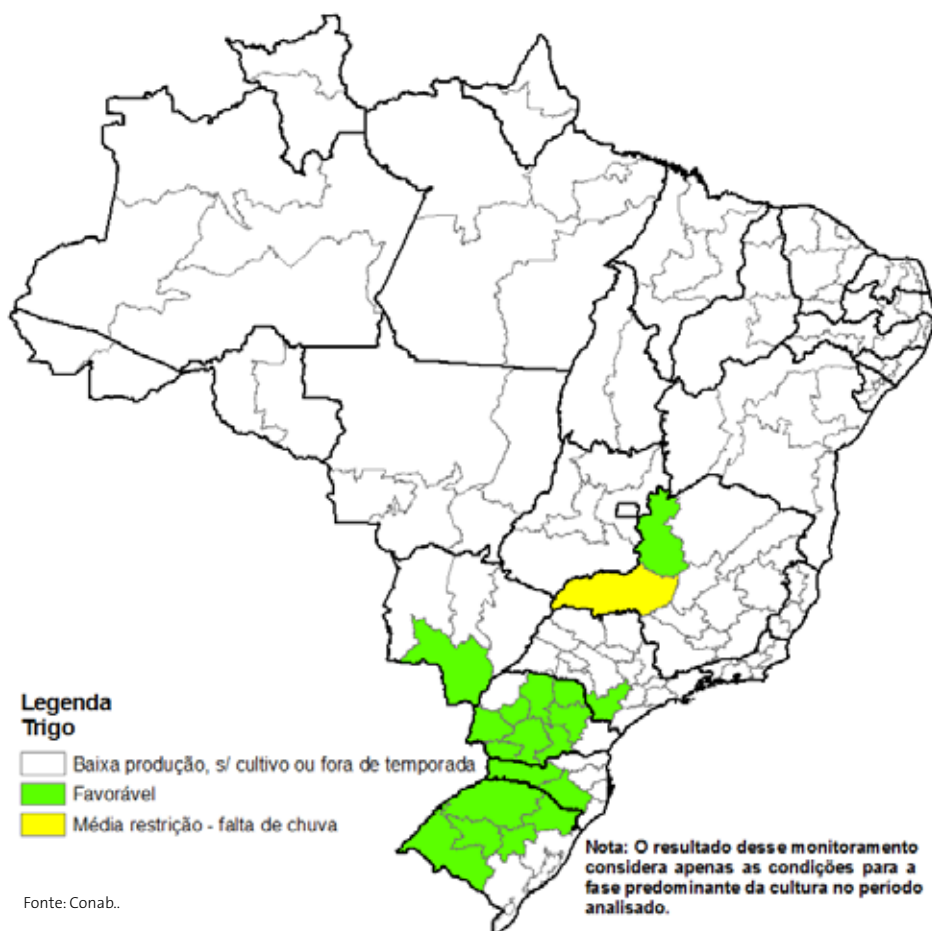 Legenda
Trigo
Baixa produção, s/ cultivo ou fora de temporada
Favorável
Média restrição - falta de chuva
Nota: O resultado desse monitoramento
considera apenas as condições para a
fase predominante da cultura no período
analisado.
Fonte: Conab..